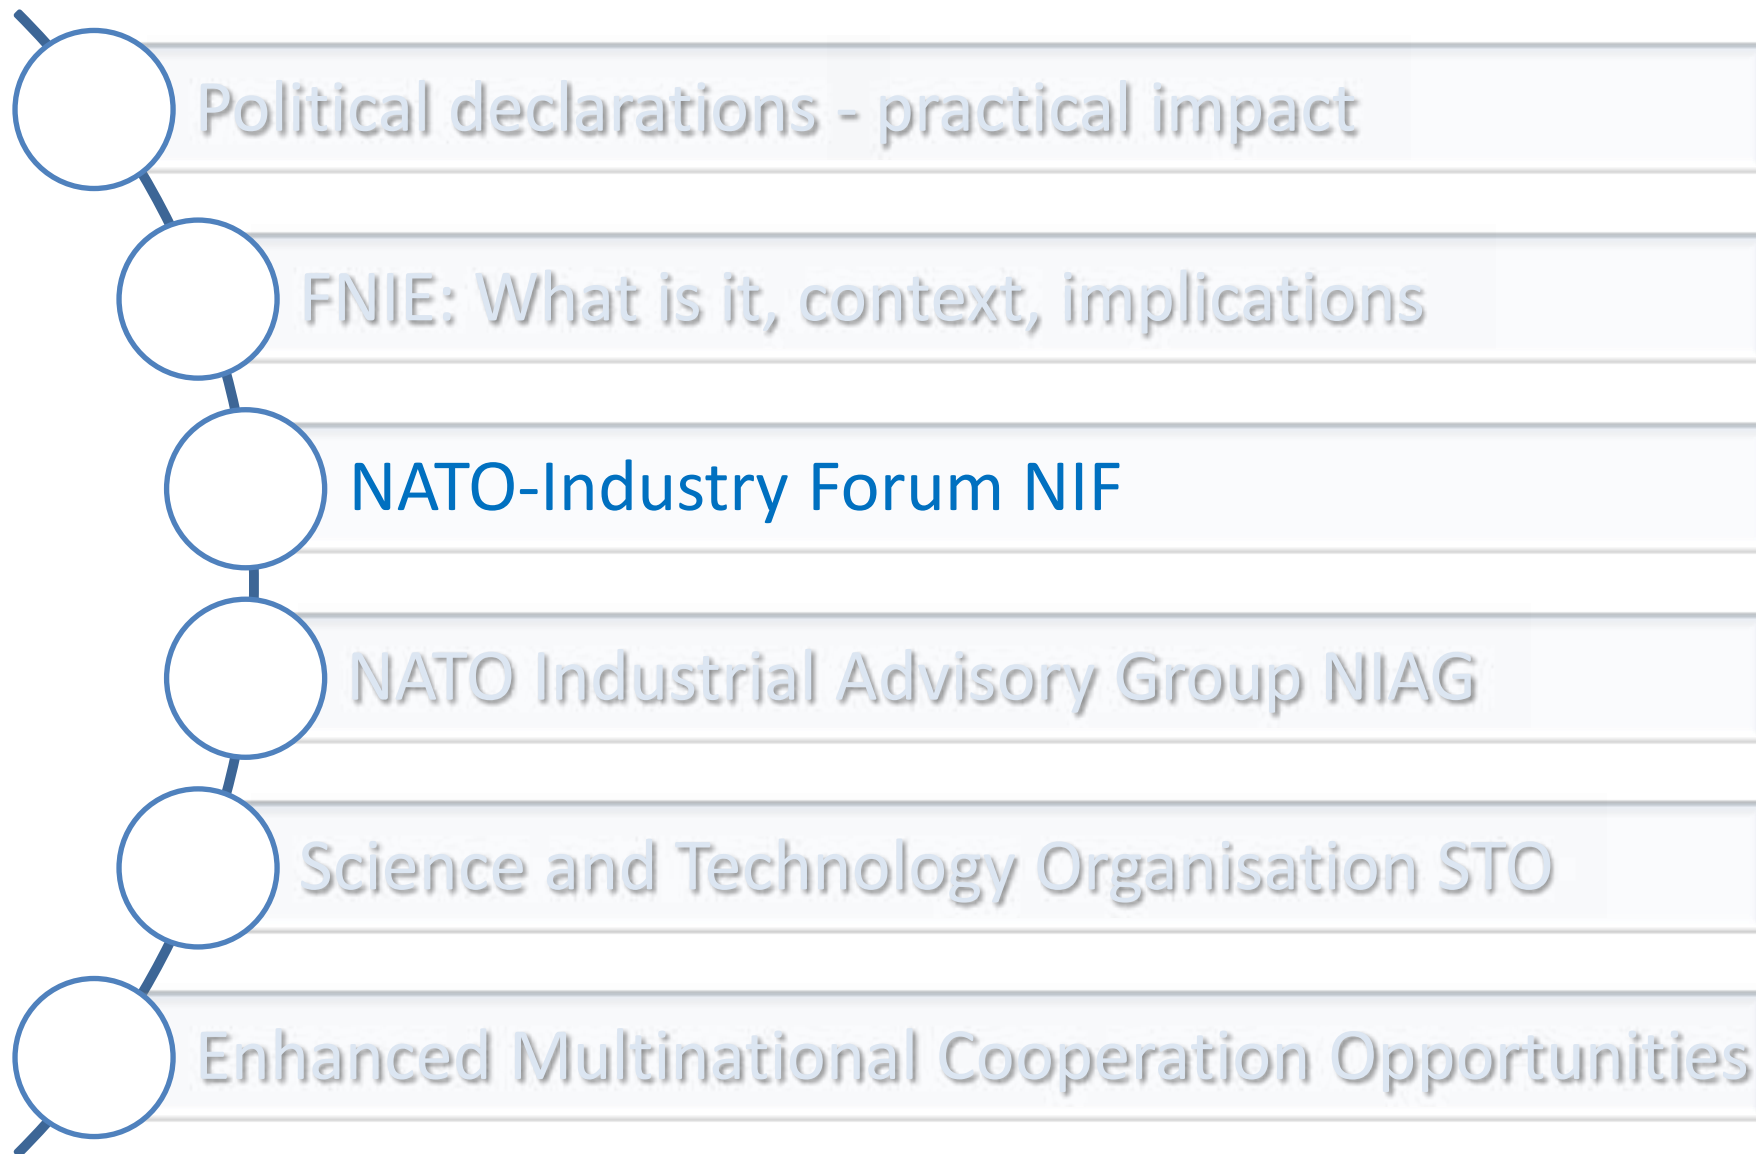 Political declarations - practical impact
FNIE: What is it, context, implications
NATO-Industry Forum NIF
NATO Industrial Advisory Group NIAG
Science and Technology Organisation STO
Enhanced Multinational Cooperation Opportunities